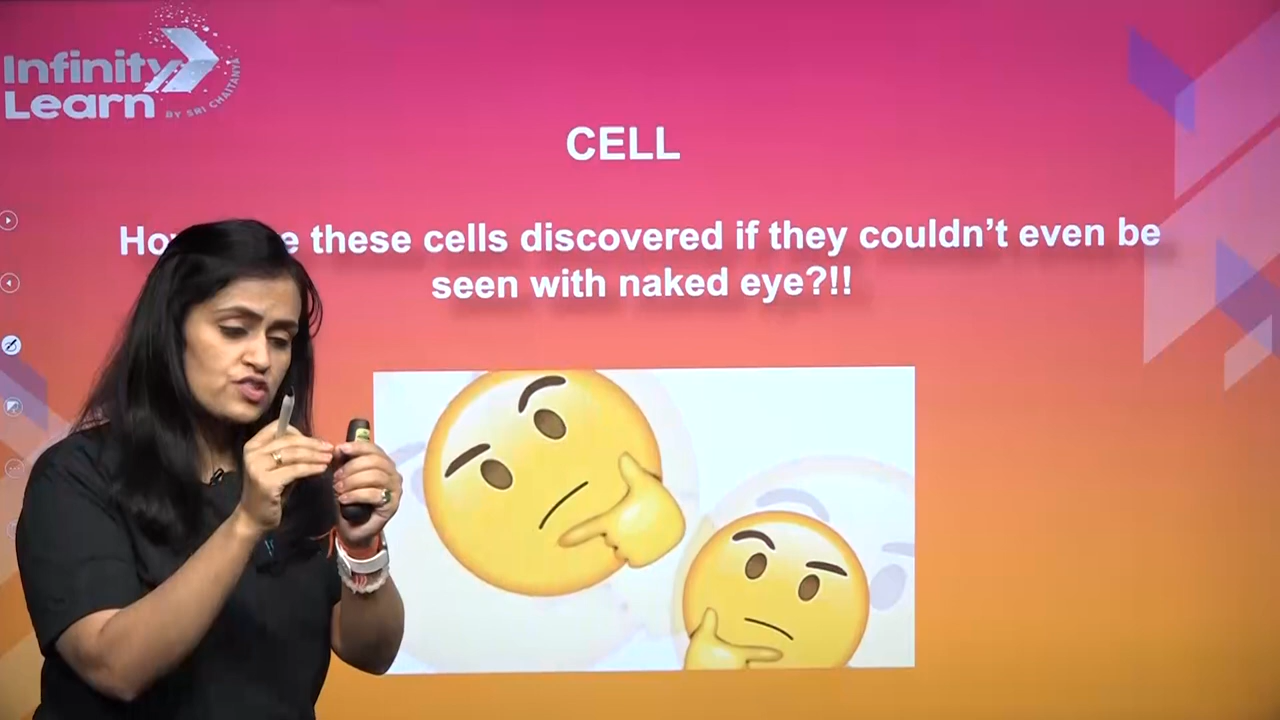 Infinity
Learn
BY SRI CHAITANYA
CELL
these cells discovered if they couldn't even be
seen with naked eye?!!